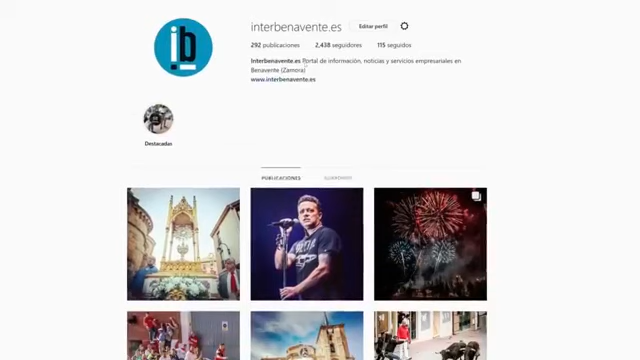 ib
interbenavente.es Editar perfil
292 publicaciones 2,438 seguidores 115 seguidos
Interbenavente.es Portal de información, noticias y servicios empresariales en
Benavente (Zamora)
www.interbenavente.es
Destacadas
PUBLICACIONES GUARDADO